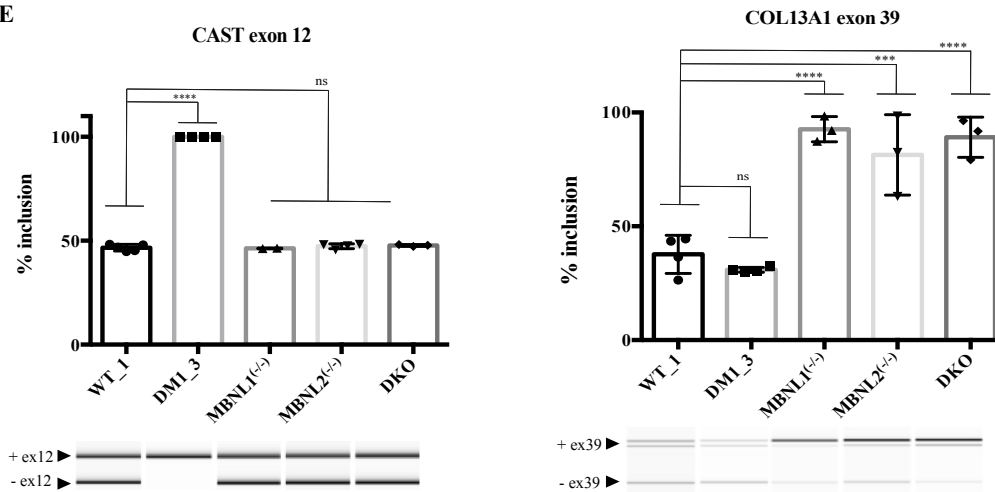 E
CAST exon 12
ns
****
% inclusion
100
50
0
WT_1
DM1_3
MBNL1(-/-)
MBNL2(-/-)
DKO
+ ex12
- ex12
COL13A1 exon 39
****
***
****
ns
% inclusion
100
50
0
WT_1
DM1_3
MBNL1(-/-)
MBNL2(-/-)
DKO
+ ex39
- ex39